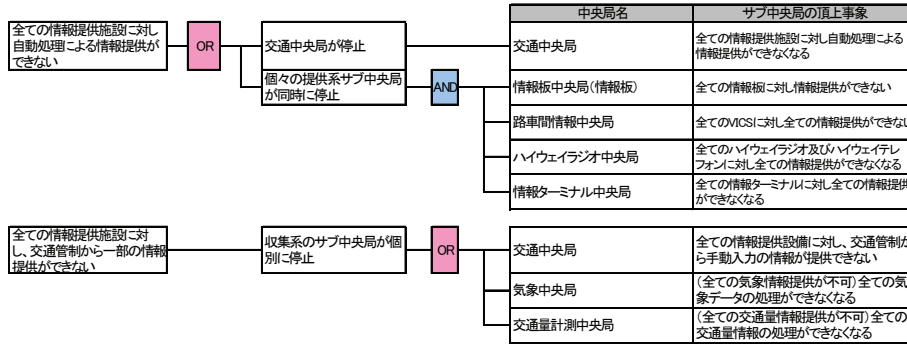 中央局名
サブ中央局の頂上事象
全ての情報提供施設に対し
自動処理による情報提供が
できない
OR
交通中央局が停止
交通中央局
全ての情報提供施設に対し自動処理による
情報提供ができなくなる
個々の提供系サブ中央局
が同時に停止
AND
情報板中央局(情報板)
全ての情報板に対し情報提供ができない
路車間情報中央局
全てのVICSに対し全ての情報提供ができない
ハイウェイラジオ中央局
全てのハイウェイラジオ及びハイウェイテレ
フォンに対し全ての情報提供ができなくなる
情報ターミナル中央局
全ての情報ターミナルに対し全ての情報提供
ができなくなる
全ての情報提供施設に対
し、交通管制から一部の情報
提供ができない
収集系のサブ中央局が個
別に停止
OR
交通中央局
全ての情報提供設備に対し、交通管制か
ら手動入力の情報が提供できない
気象中央局
(全ての気象情報提供が不可)全ての気
象データの処理ができなくなる
交通量計測中央局
(全ての交通量情報提供が不可)全ての
交通量情報の処理ができなくなる